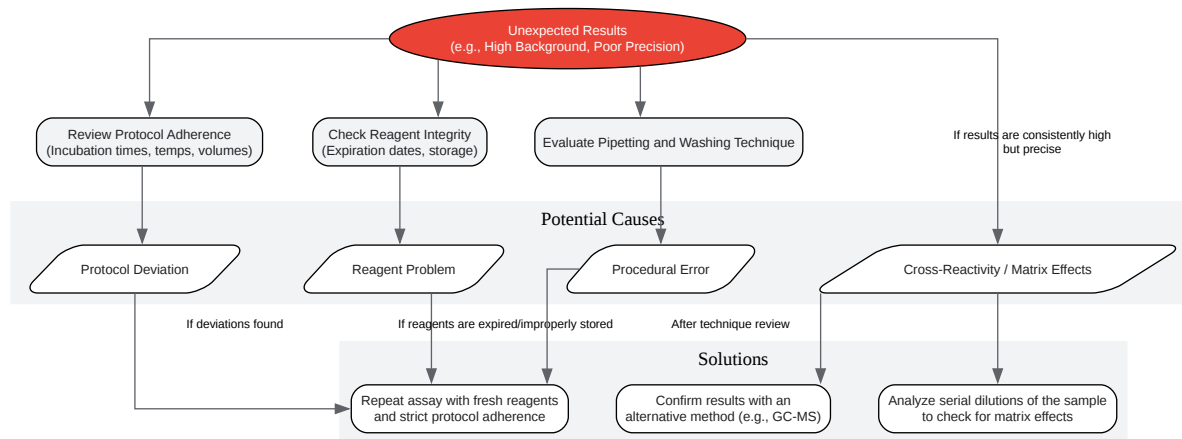 Unexpected Results
(e.g., High Background, Poor Precision)
Review Protocol Adherence
(Incubation times, temps, volumes)
Check Reagent Integrity
(Expiration dates, storage)
Evaluate Pipetting and Washing Technique
If results are consistently high
but precise
Potential Causes
Protocol Deviation
Reagent Problem
Procedural Error
Cross-Reactivity / Matrix Effects
If deviations found
If reagents are expired/improperly stored
After technique review
Solutions
Repeat assay with fresh reagents
and strict protocol adherence
Confirm results with an
alternative method (e.g., GC-MS)
Analyze serial dilutions of the sample
to check for matrix effects